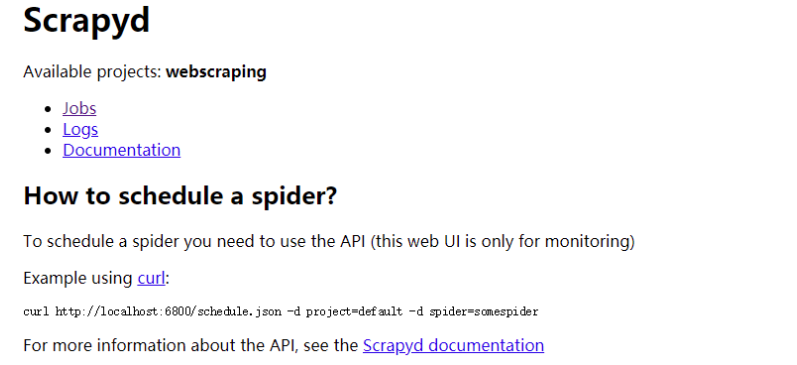 Scrapyd
Available projects: webscraping
Jobs
Logs
Documentation
How to schedule a spider?
To schedule a spider you need to use the API (this web UI is only for monitoring)
Example using curl:
curl http://localhost:6800/schedule.json -d project=default -d spider=somespider
For more information about the API, see the Scrapyd documentation